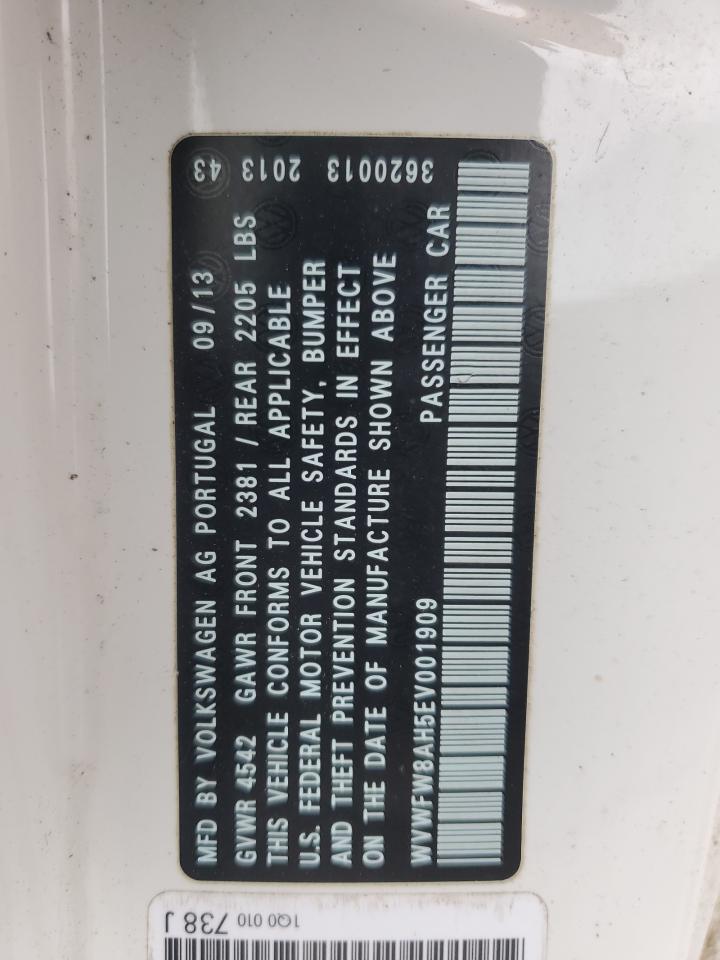 MFD BY VOLKSWAGEN AG PORTUGAL 09/13 43
GVWR 4542 GAWR FRONT 2381 / REAR 2205 LBS 2013
THIS VEHICLE CONFORMS TO ALL APPLICABLE
U.S. FEDERAL MOTOR VEHICLE SAFETY, BUMPER
AND THEFT PREVENTION STANDARDS IN EFFECT 3620013
ON THE DATE OF MANUFACTURE SHOWN ABOVE
WVWFW8AH5EV001909 PASSENGER CAR
1Q0 010 738 J